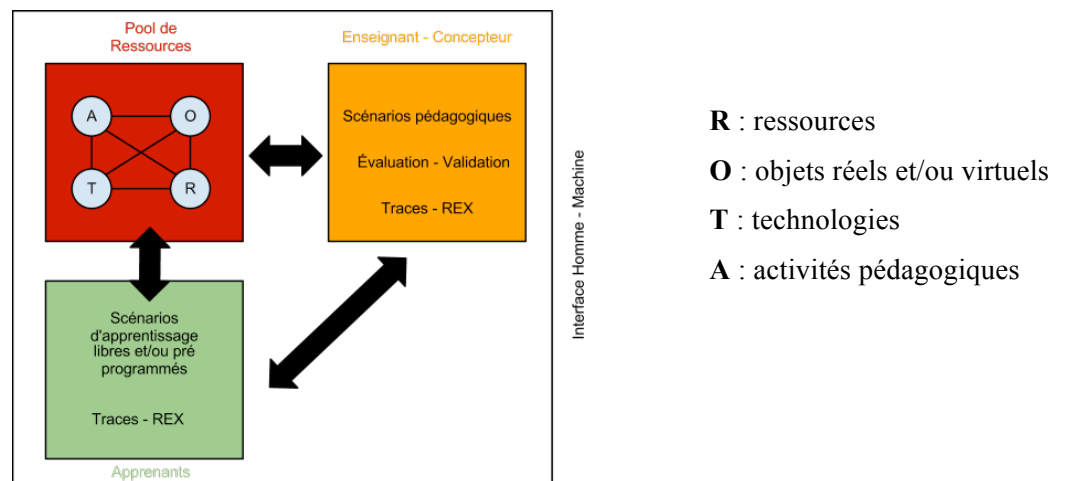 Pool de
Ressources
A
O
T
R
Enseignant - Concepteur
Scénarios pédagogiques
Évaluation - Validation
Traces - REX
Scénarios
d'apprentissage
libres et/ou pré
programmés
Traces - REX
Apprenants
Interface Homme - Machine
R : ressources
O : objets réels et/ou virtuels
T : technologies
A : activités pédagogiques